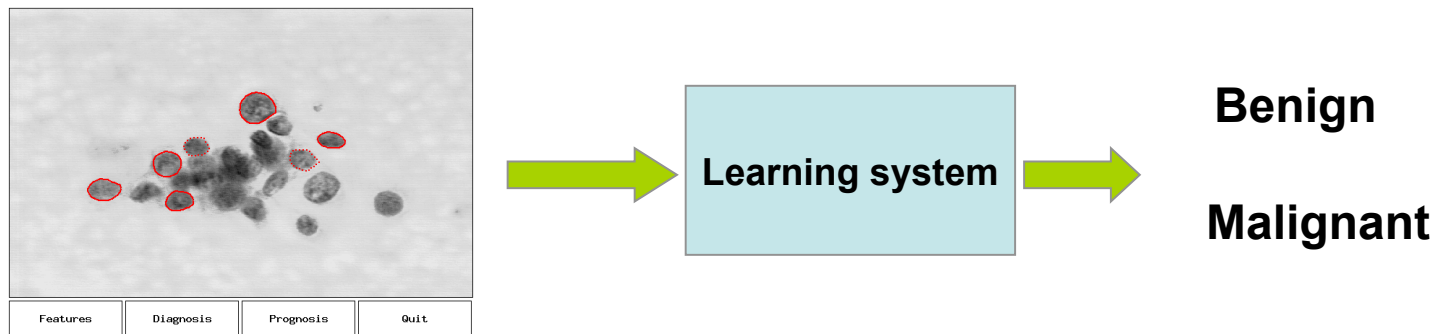 Benign
Learning system
Malignant
Features
Diagnosis
Prognosis
Quit